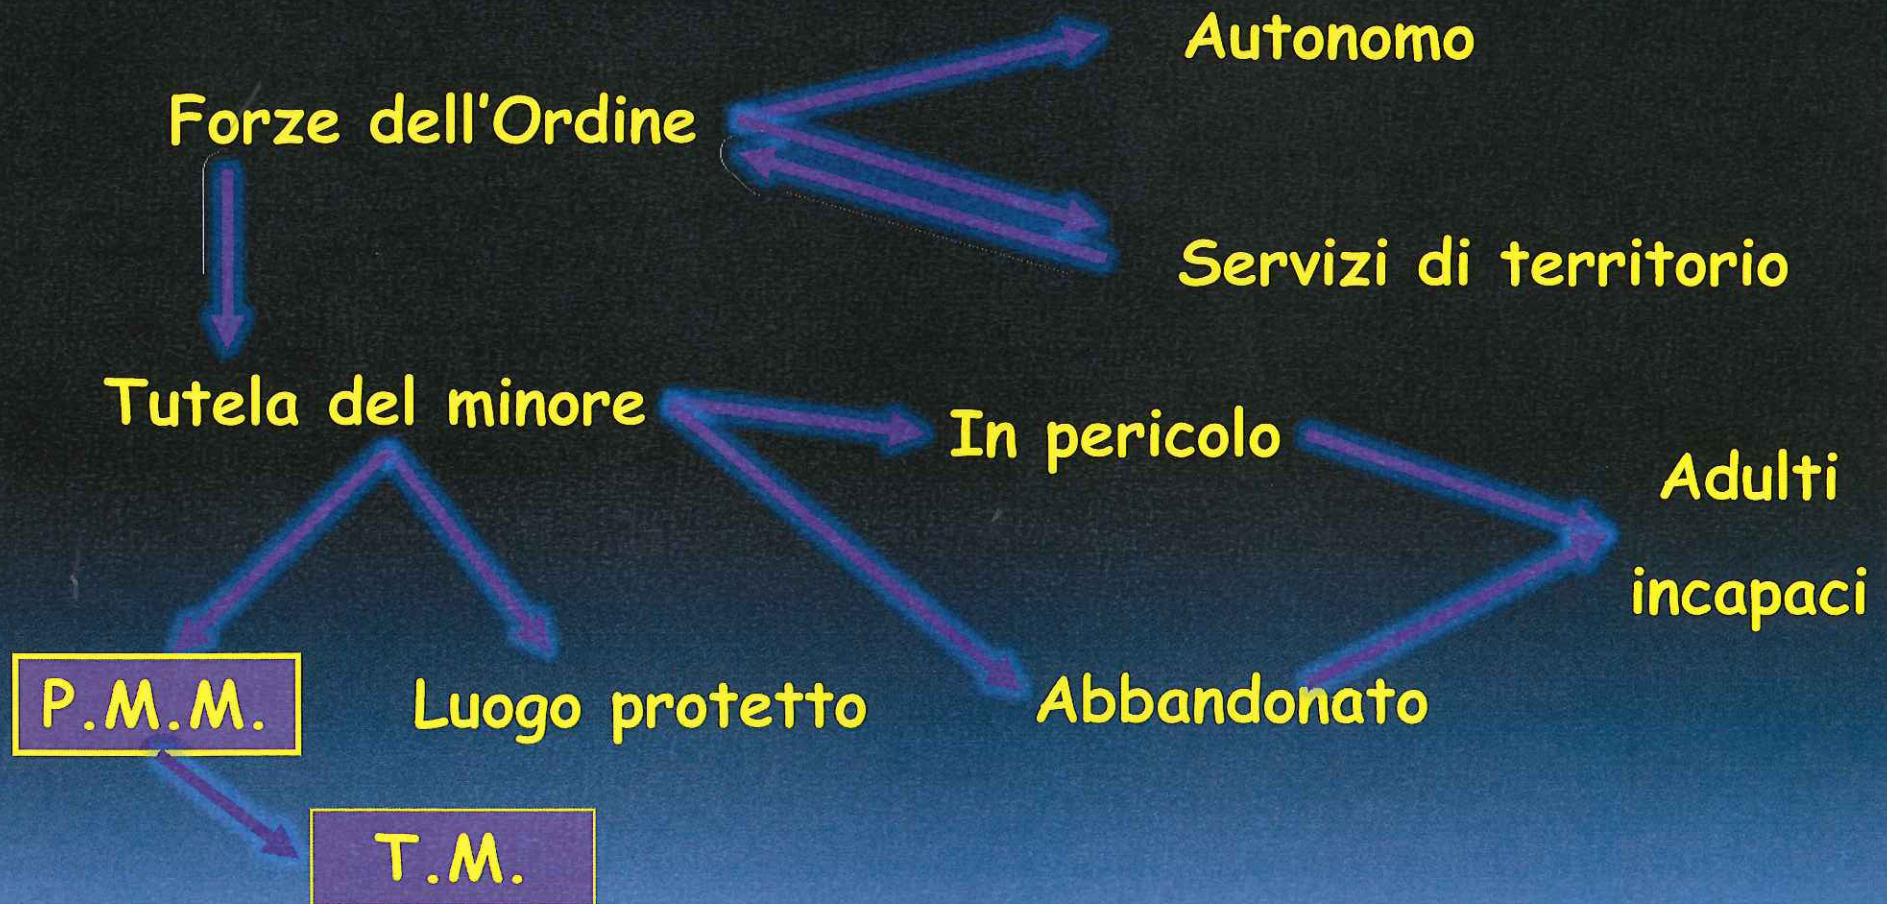 Autonomo
Forze dell'Ordine
Servizi di territorio
Tutela del minore
In pericolo
Adulti
incapaci
P.M.M.
Luogo protetto
Abbandonato
T.M.